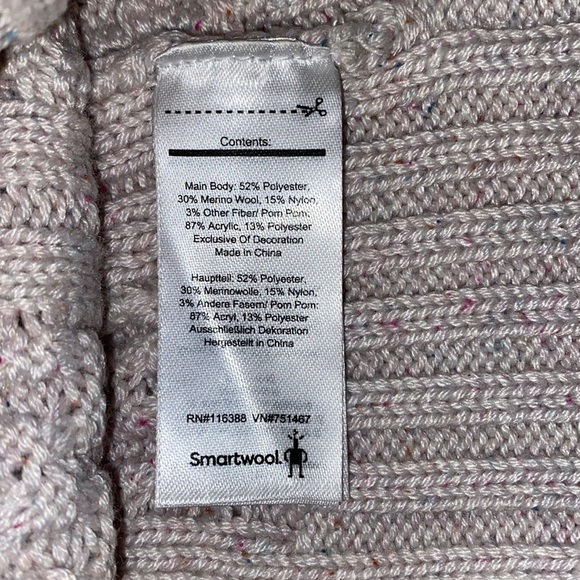 Contents:
Main Body: 52% Polyester,
30% Merino Wool, 15% Nylon,
3% Other Fiber/ Pom Pom:
87% Acrylic, 13% Polyester
Exclusive Of Decoration
Made in China
Hauptteil: 52% Polyester,
30% Merinowolle, 15% Nylon,
3% Andere Fasern/ Pom Pom:
87% Acryl, 13% Polyester
Ausschließlich Dekoration
Hergestellt in China
RN#116388 VN#751467
Smartwool.